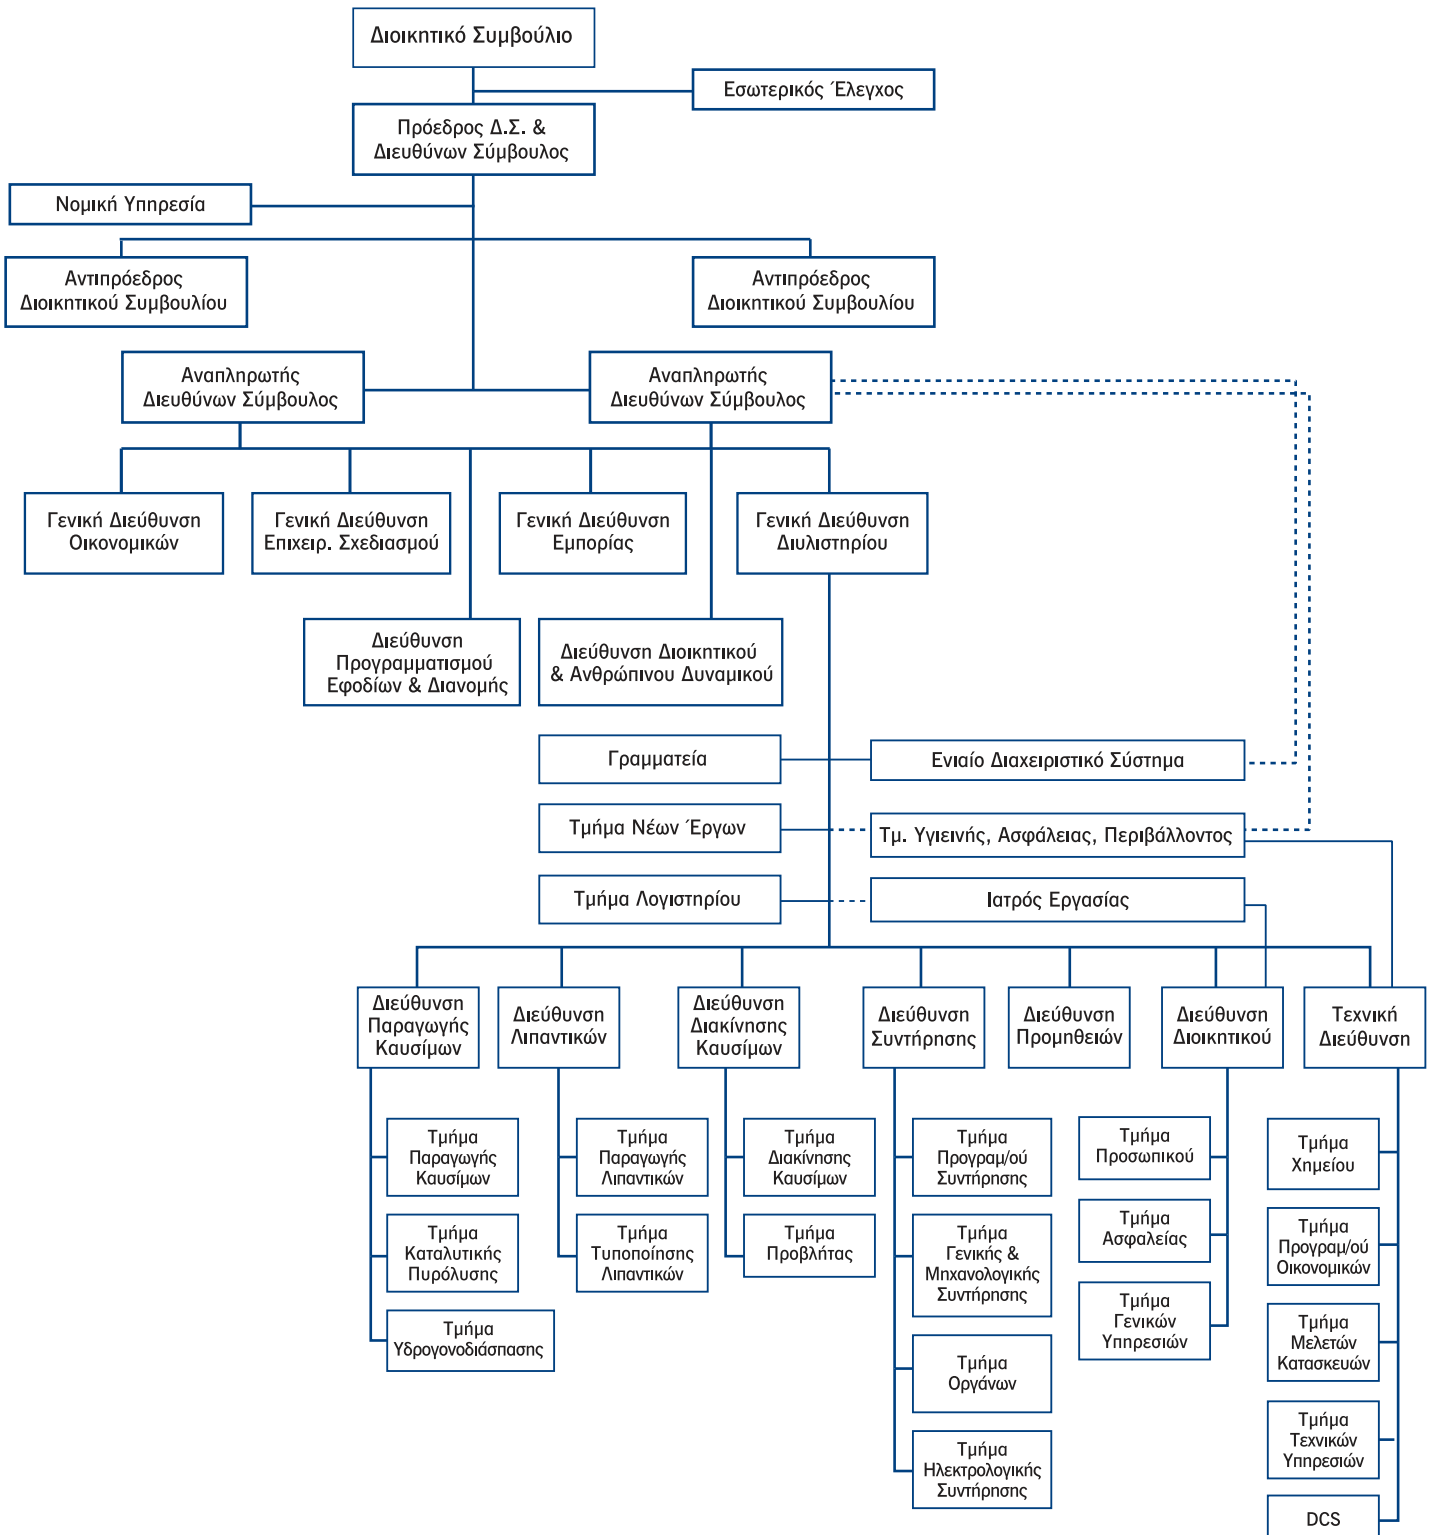 Διοικητικό Συμβούλιο
Εσωτερικός Έλεγχος
Πρόεδρος Δ.Σ. &
Διευθύνων Σύμβουλος
Νομική Υπηρεσία
Αντιπρόεδρος
Διοικητικού Συμβουλίου
Αντιπρόεδρος
Διοικητικού Συμβουλίου
Αναπληρωτής
Διευθύνων Σύμβουλος
Αναπληρωτής
Διευθύνων Σύμβουλος
Γενική Διεύθυνση
Οικονομικών
Γενική Διεύθυνση
Επιχειρ. Σχεδιασμού
Γενική Διεύθυνση
Εμπορίας
Γενική Διεύθυνση
Διυλιστηρίου
Διεύθυνση
Προγραμματισμού
Εφοδίων & Διανομής
Διεύθυνση Διοικητικού
& Ανθρώπινου Δυναμικού
Γραμματεία
Ενιαίο Διαχειριστικό Σύστημα
Τμήμα Νέων Έργων
Τμ. Υγιεινής, Ασφάλειας, Περιβάλλοντος
Τμήμα Λογιστηρίου
Ιατρός Εργασίας
Διεύθυνση
Παραγωγής
Καυσίμων
Διεύθυνση
Λιπαντικών
Διεύθυνση
Διακίνησης
Καυσίμων
Διεύθυνση
Συντήρησης
Διεύθυνση
Προμηθειών
Διεύθυνση
Διοικητικού
Τεχνική
Διεύθυνση
Τμήμα
Παραγωγής
Καυσίμων
Τμήμα
Παραγωγής
Λιπαντικών
Τμήμα
Διακίνησης
Καυσίμων
Τμήμα
Προγραμ/ού
Συντήρησης
Τμήμα
Προσωπικού
Τμήμα
Χημείου
Τμήμα
Καταλυτικής
Πυρόλυσης
Τμήμα
Τυποποίησης
Λιπαντικών
Τμήμα
Προβλήτας
Τμήμα
Γενικής &
Μηχανολογικής
Συντήρησης
Τμήμα
Ασφαλείας
Τμήμα
Προγραμ/ού
Οικονομικών
Τμήμα
Υδρογονοδιάσπασης
Τμήμα
Οργάνων
Τμήμα
Γενικών
Υπηρεσιών
Τμήμα
Μελετών
Κατασκευών
Τμήμα
Ηλεκτρολογικής
Συντήρησης
Τμήμα
Τεχνικών
Υπηρεσιών
DCS